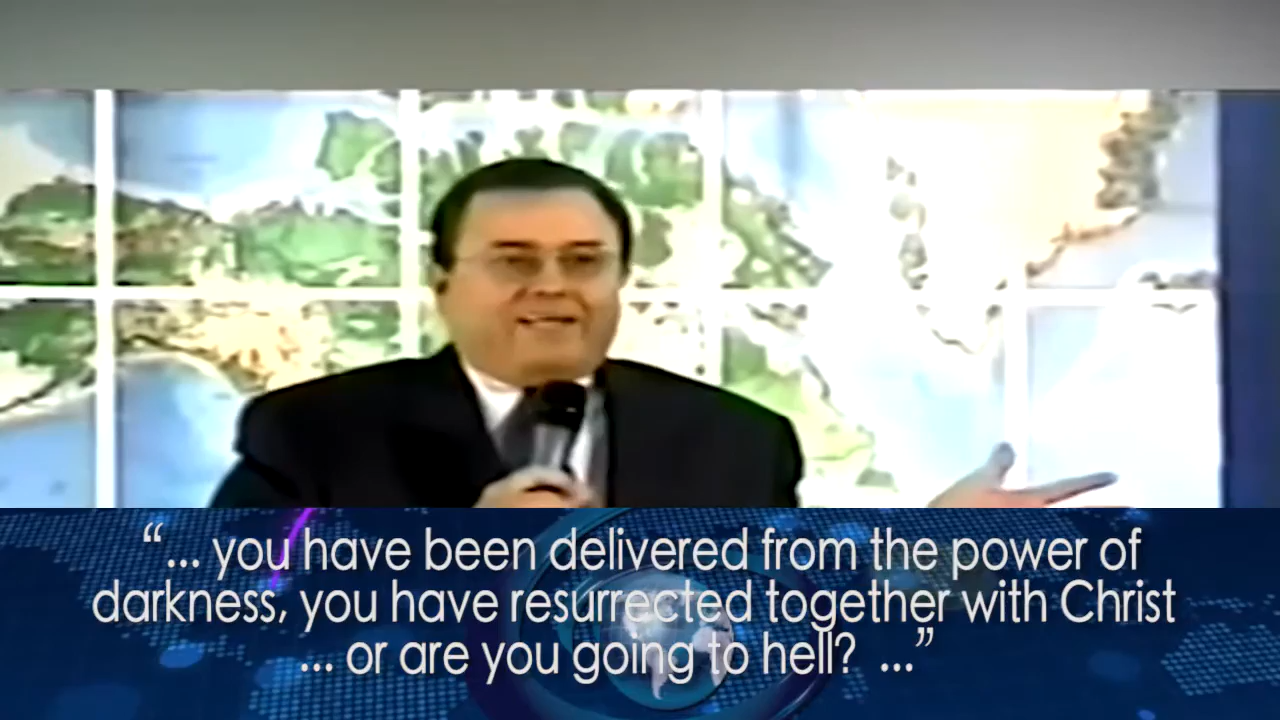 “... you have been delivered from the power of
darkness, you have resurrected together with Christ
... or are you going to hell?  ...”